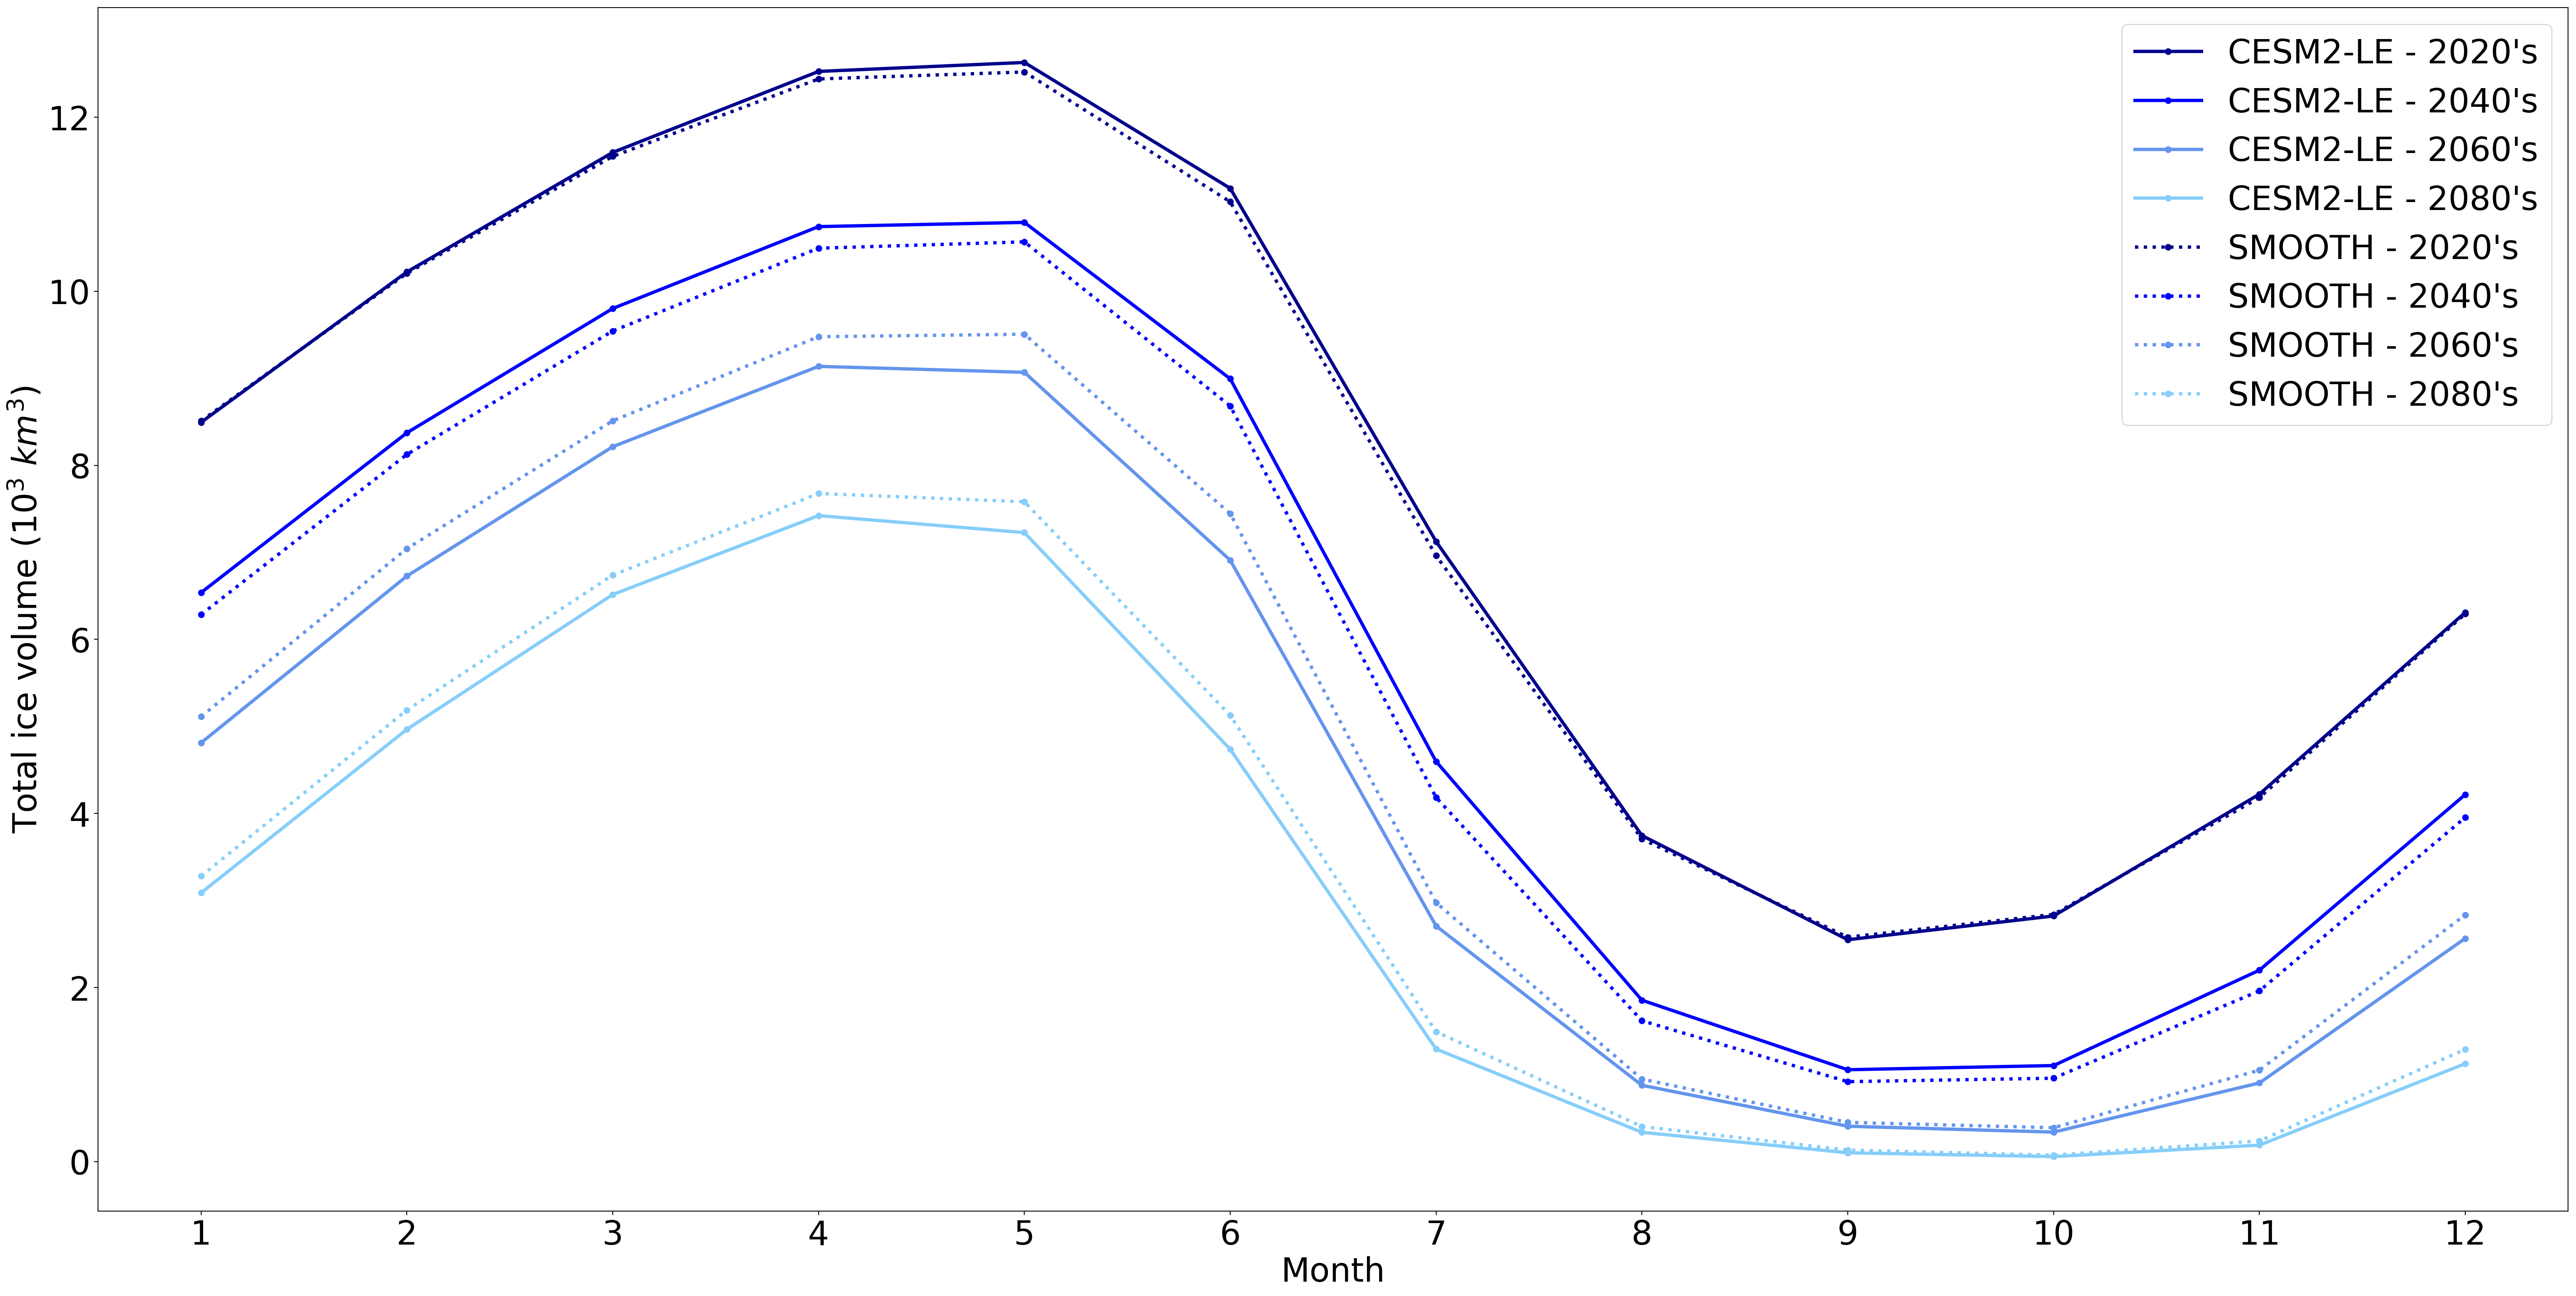 CESM2-LE - 2020's
CESM2-LE - 2040's
CESM2-LE - 2060's
CESM2-LE - 2080's
SMOOTH - 2020's
SMOOTH - 2040's
SMOOTH - 2060's
SMOOTH - 2080's
Total ice volume (10³ km³)
12
10
8
6
4
2
0
1 2 3 4 5 6 7 8 9 10 11 12
Month